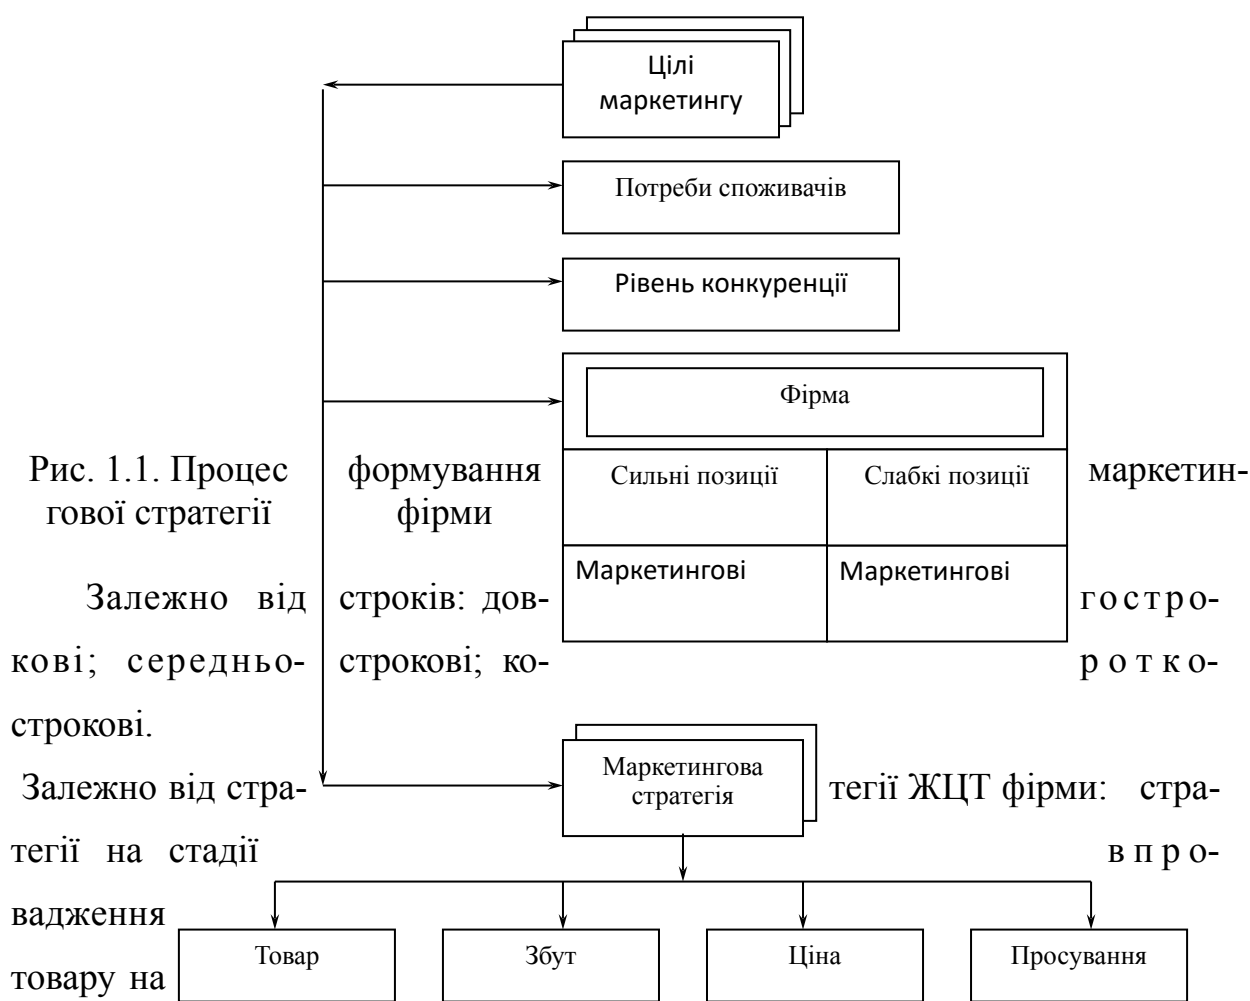 Цілі
маркетингу
Потреби споживачів
Рівень конкуренції
Фірма
Сильні позиції Слабкі позиції
Маркетингові Маркетингові
Рис. 1.1. Процес формування маркетин-
гової стратегії фірми
Залежно від строків: дов- гостро-
кові; середньо- строкові; ко- ротко-
строкові.
Маркетингова
стратегія
Залежно від стра- тегії ЖЦТ фірми: стра-
тегії на стадії впро-
вадження
товару на
Товар Збут Ціна Просування